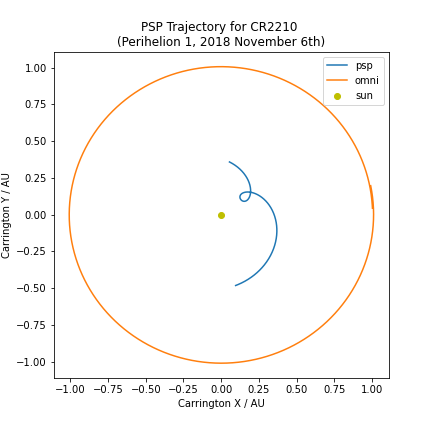 PSP Trajectory for CR2210
(Perihelion 1, 2018 November 6th)
psp
omni
sun
Carrington Y / AU
1.00
0.75
0.50
0.25
0.00
−0.25
−0.50
−0.75
−1.00
−1.00 −0.75 −0.50 −0.25 0.00 0.25 0.50 0.75 1.00
Carrington X / AU